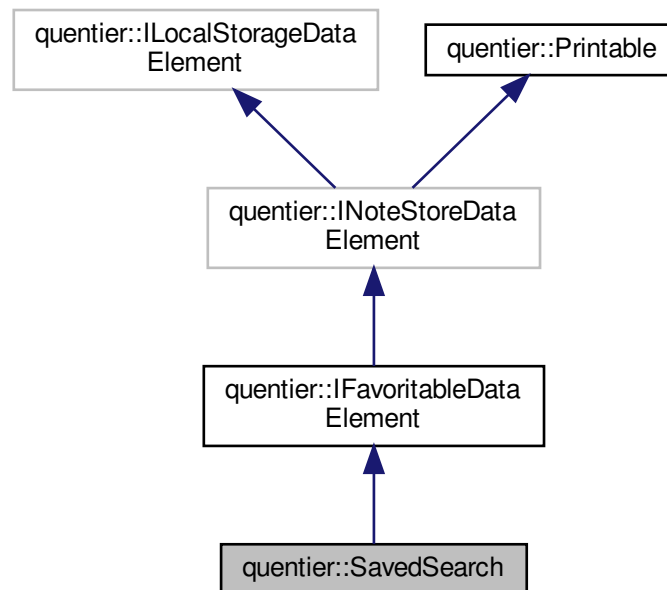 quentier::ILocalStorageData
Element
quentier::Printable
quentier::INoteStoreData
Element
quentier::IFavoritableData
Element
quentier::SavedSearch